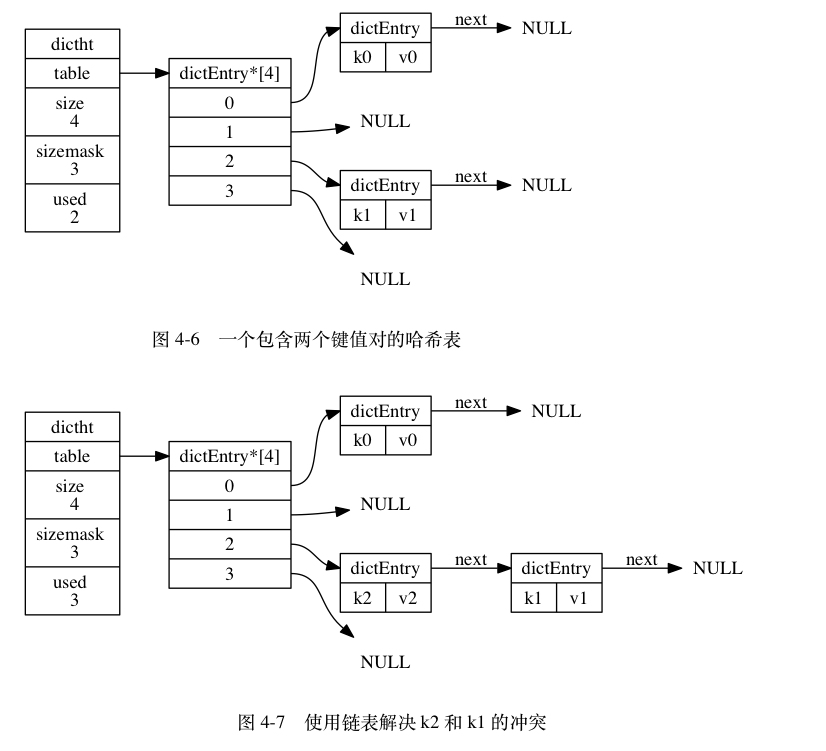 dictht
table
size
4
sizemask
3
used
2
dictEntry*[4]
0
1
2
3
dictEntry
k0 v0
next
NULL
NULL
dictEntry
k1 v1
next
NULL
NULL
图 4-6 一个包含两个键值对的哈希表
dictht
table
size
4
sizemask
3
used
3
dictEntry*[4]
0
1
2
3
dictEntry
k0 v0
next
NULL
NULL
dictEntry
k2 v2
next
dictEntry
k1 v1
next
NULL
NULL
图 4-7 使用链表解决 k2 和 k1 的冲突